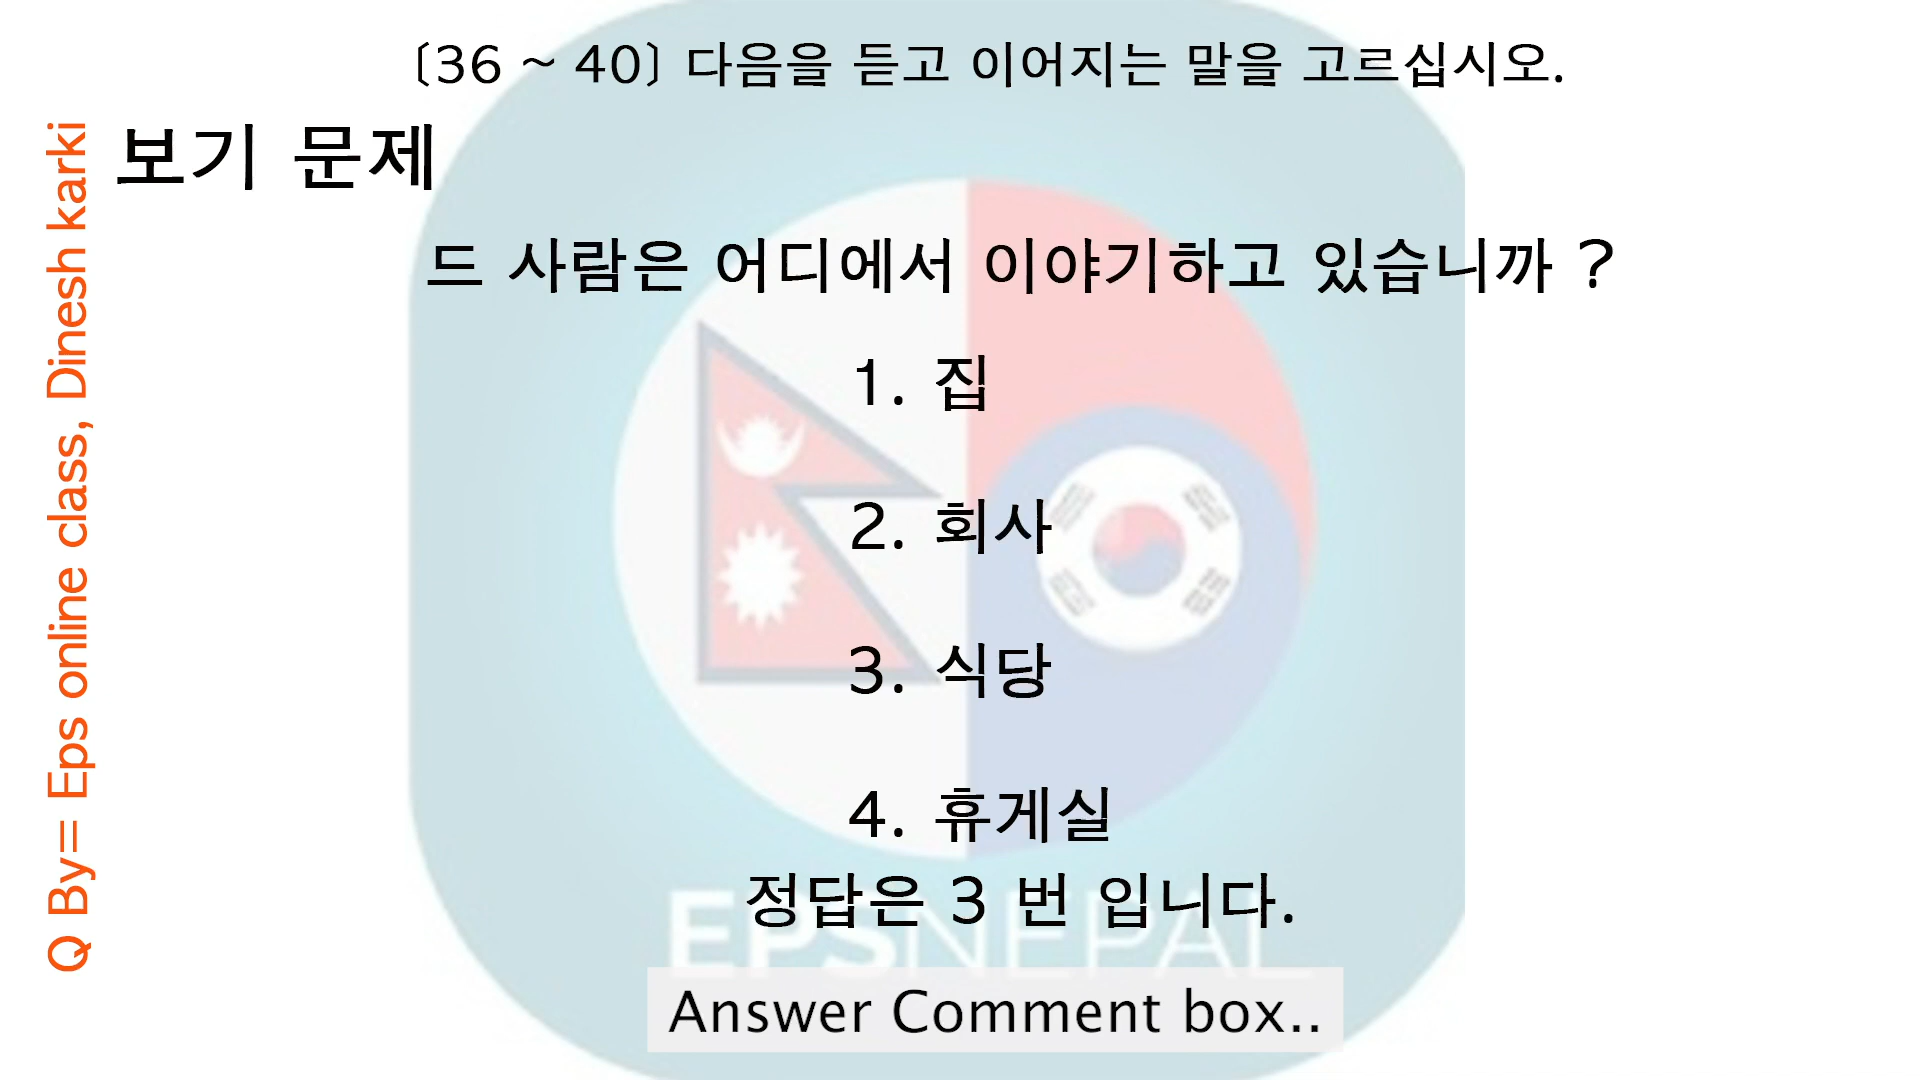 〔36 ~ 40〕 다음을 듣고 이어지는 말을 고르십시오.
보기 문제
드 사람은 어디에서 이야기하고 있습니까 ?
1. 집
2. 회사
3. 식당
4. 휴게실
정답은 3 번 입니다.
EPSNEPAL
Answer Comment box..
Q By= Eps online class, Dinesh karki